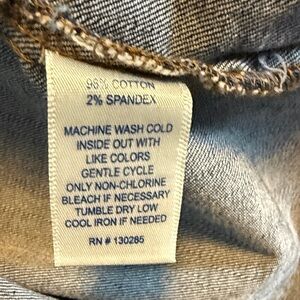 98% COTTON
2% SPANDEX
MACHINE WASH COLD
INSIDE OUT WITH
LIKE COLORS
GENTLE CYCLE
ONLY NON-CHLORINE
BLEACH IF NECESSARY
TUMBLE DRY LOW
COOL IRON IF NEEDED
RN # 130285